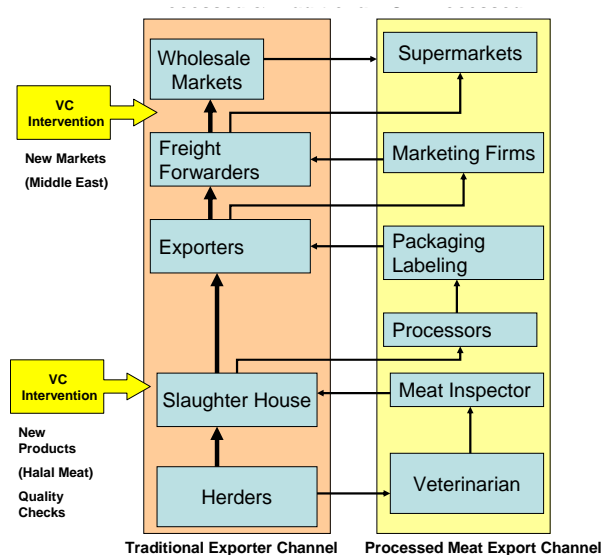 Wholesale
Markets
Supermarkets
VC
Intervention
New Markets
(Middle East)
Freight
Forwarders
Marketing Firms
Exporters
Packaging
Labeling
Processors
VC
Intervention
Slaughter House
Meat Inspector
New
Products
(Halal Meat)
Quality
Checks
Herders
Veterinarian
Traditional Exporter Channel
Processed Meat Export Channel